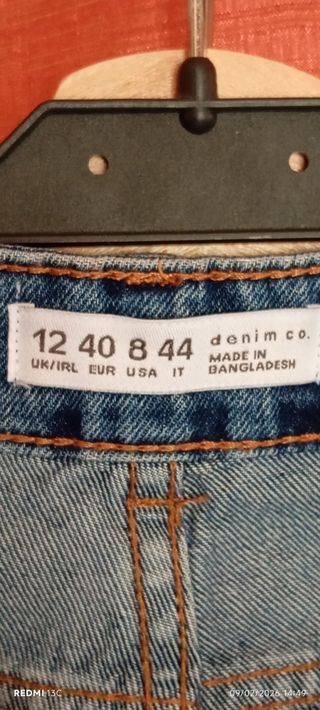 12 40 8 44 denim co.
UK/IRL EUR USA IT MADE IN
BANGLADESH
REDMI 13C
09/02/2026 14:49